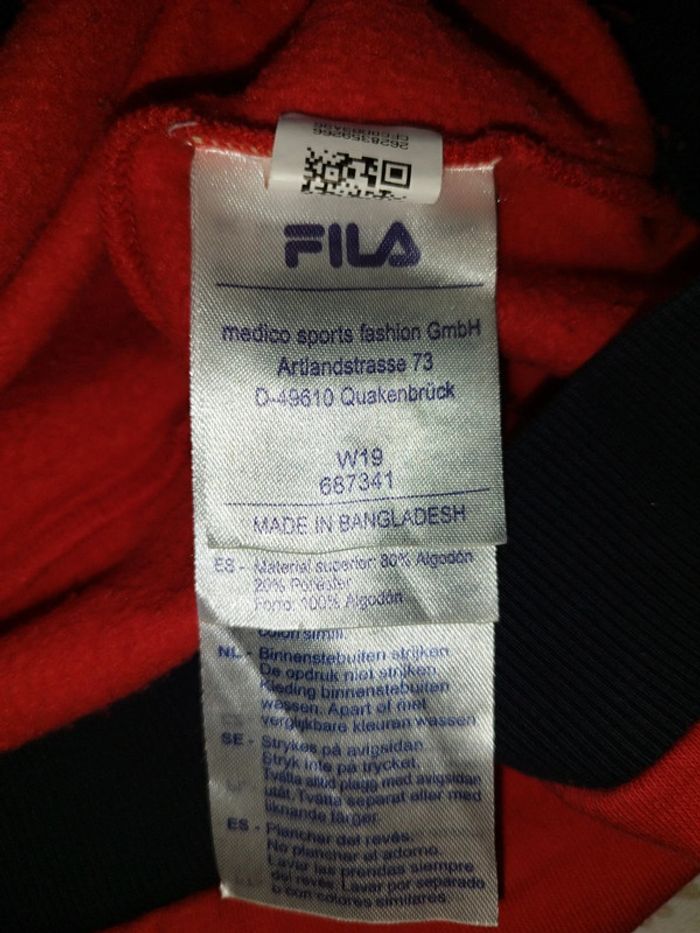 2628359266
FILA
medico sports fashion GmbH
Artlandstrasse 73
D-49610 Quakenbrück
W19
687341
MADE IN BANGLADESH
ES - Material superior: 80% Algodón
20% Poliéster
Forro: 100% Algodón
colori simili.
NL - Binnenstebuiten strijken.
De opdruk niet strijken.
Kleding binnenstebuiten
wassen. Apart of met
vergelijkbare kleuren wassen
SE - Strykes på avigsidan
Stryk inte på trycket.
Tvätta alltid plagg med avigsidan
utåt. Tvätta separat eller med
liknande färger.
ES - Planchar del revés.
No planchar el adorno.
Lavar las prendas siempre
del revés. Lavar por separado
o con colores similares.